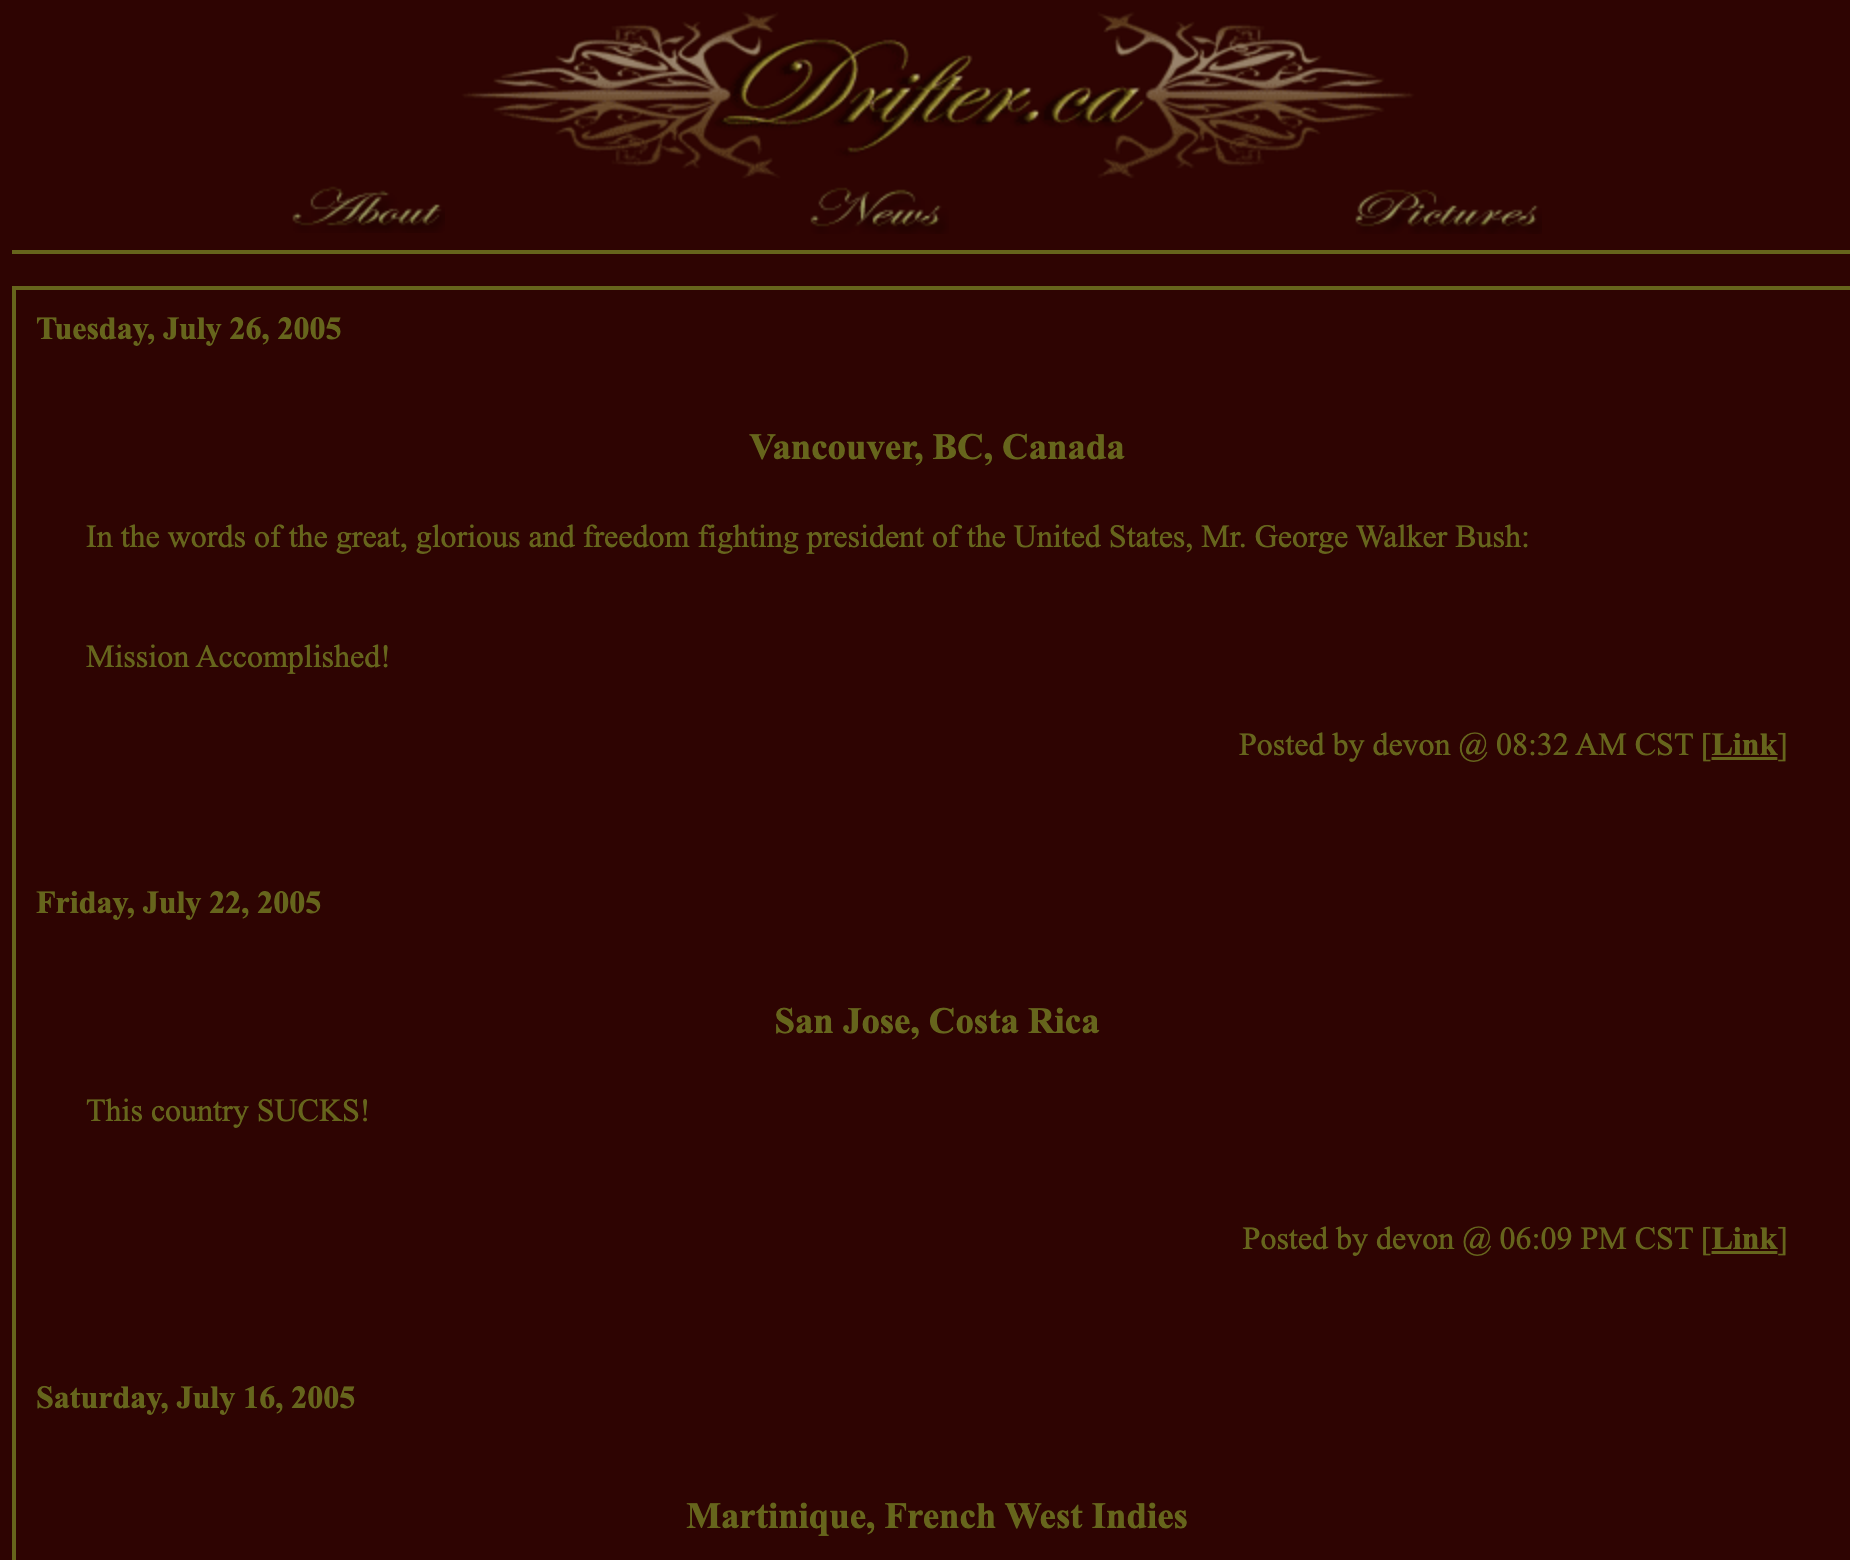 Drifter.ca
About News Pictures
Tuesday, July 26, 2005
Vancouver, BC, Canada
In the words of the great, glorious and freedom fighting president of the United States, Mr. George Walker Bush:
Mission Accomplished!
Posted by devon @ 08:32 AM CST [Link]
Friday, July 22, 2005
San Jose, Costa Rica
This country SUCKS!
Posted by devon @ 06:09 PM CST [Link]
Saturday, July 16, 2005
Martinique, French West Indies